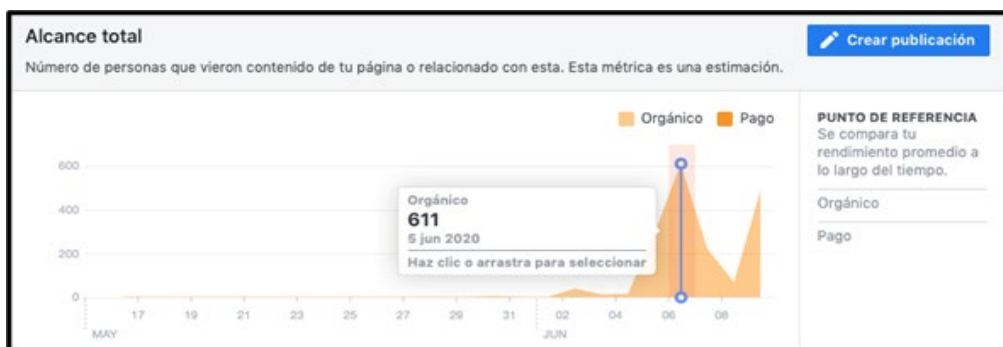 Alcance total
Crear publicación
Número de personas que vieron contenido de tu página o relacionado con esta. Esta métrica es una estimación.
Orgánico
Pago
PUNTO DE REFERENCIA
Se compara tu
rendimiento promedio a
lo largo del tiempo.
Orgánico
Pago
600
400
200
0
Orgánico
611
5 jun 2020
Haz clic o arrastra para seleccionar
17 19 21 23 25 27 29 31 02 04 06 08
MAY JUN